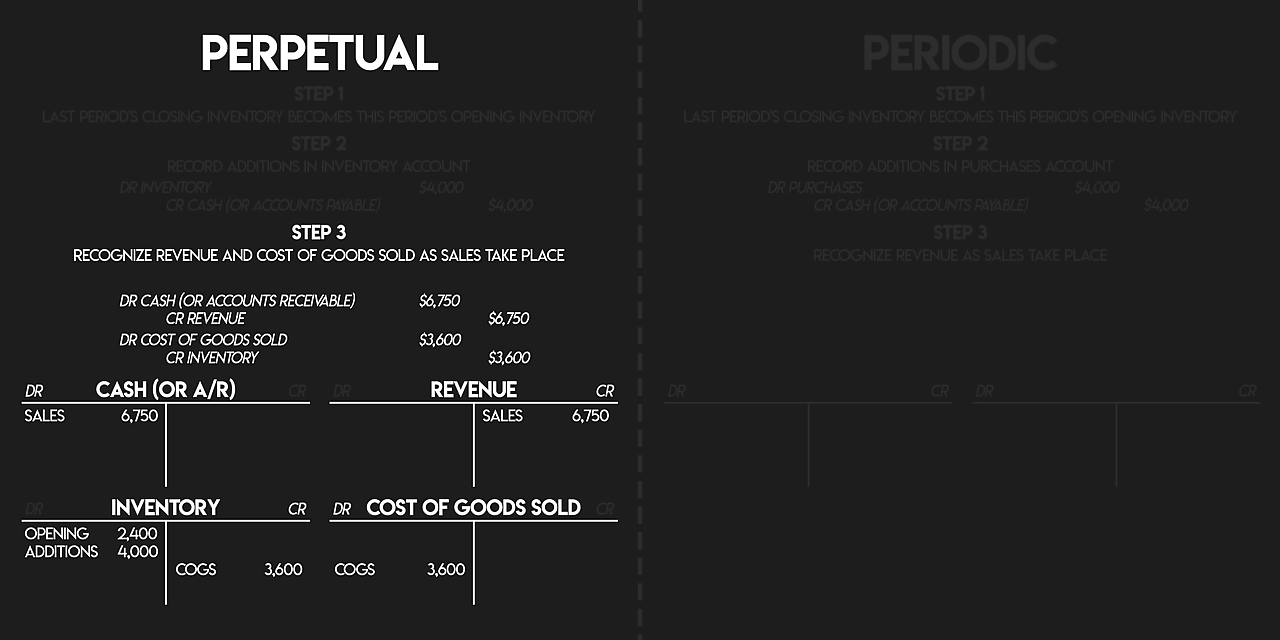 PERPETUAL
STEP 1
LAST PERIOD'S CLOSING INVENTORY BECOMES THIS PERIOD'S OPENING INVENTORY
STEP 2
RECORD ADDITIONS IN INVENTORY ACCOUNT
DR INVENTORY $4,000
CR CASH (OR ACCOUNTS PAYABLE) $4,000
STEP 3
RECOGNIZE REVENUE AND COST OF GOODS SOLD AS SALES TAKE PLACE
DR CASH (OR ACCOUNTS RECEIVABLE) $6,750
CR REVENUE $6,750
DR COST OF GOODS SOLD $3,600
CR INVENTORY $3,600
DR CASH (OR A/R) CR
SALES 6,750
DR REVENUE CR
SALES 6,750
DR INVENTORY CR
OPENING 2,400
ADDITIONS 4,000
COGS 3,600
DR COST OF GOODS SOLD CR
COGS 3,600
PERIODIC
STEP 1
LAST PERIOD'S CLOSING INVENTORY BECOMES THIS PERIOD'S OPENING INVENTORY
STEP 2
RECORD ADDITIONS IN PURCHASES ACCOUNT
DR PURCHASES $4,000
CR CASH (OR ACCOUNTS PAYABLE) $4,000
STEP 3
RECOGNIZE REVENUE AS SALES TAKE PLACE
DR CR
DR CR